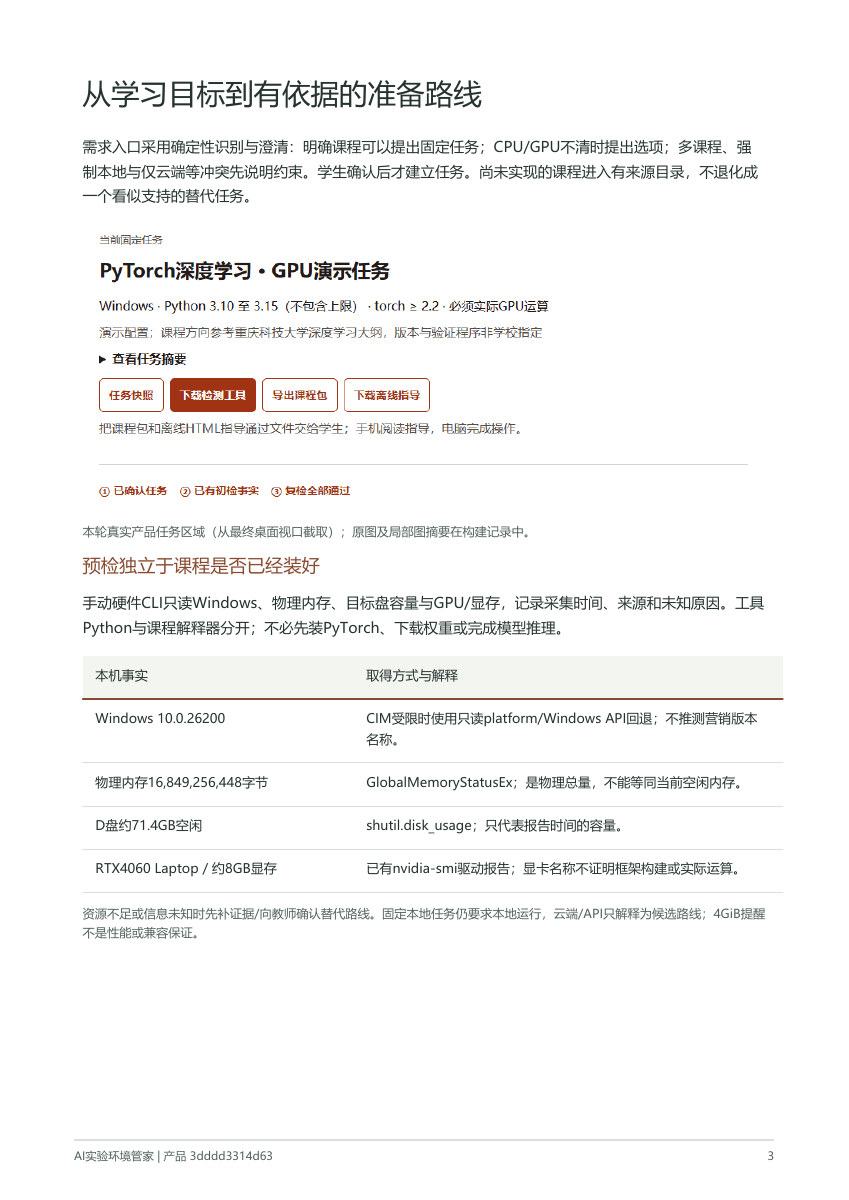 从学习目标到有依据的准备路线
需求入口采用确定性识别与澄清：明确课程可以提出固定任务；CPU/GPU不清时提出选项；多课程、强
制本地与仅云端等冲突先说明约束。学生确认后才建立任务。尚未实现的课程进入有来源目录，不退化成
一个看似支持的替代任务。
当前固定任务
PyTorch深度学习 · GPU演示任务
Windows · Python 3.10 至 3.15（不包含上限） · torch ≥ 2.2 · 必须实际GPU运算
演示配置；课程方向参考重庆科技大学深度学习大纲，版本与验证程序非学校指定
▶ 查看任务摘要
任务快照 下载检测工具 导出课程包 下载离线指导
把课程包和离线HTML指导通过文件交给学生；手机阅读指导，电脑完成操作。
① 已确认任务 ② 已有初检事实 ③ 复检全部通过
本轮真实产品任务区域（从最终桌面视口截取）；原图及局部图摘要在构建记录中。
预检独立于课程是否已经装好
手动硬件CLI只读Windows、物理内存、目标盘容量与GPU/显存，记录采集时间、来源和未知原因。工具
Python与课程解释器分开；不必先装PyTorch、下载权重或完成模型推理。
本机事实 取得方式与解释
Windows 10.0.26200 CIM受限时使用只读platform/Windows API回退；不推测营销版本
名称。
物理内存16,849,256,448字节 GlobalMemoryStatusEx；是物理总量，不能等同当前空闲内存。
D盘约71.4GB空闲 shutil.disk_usage；只代表报告时间的容量。
RTX4060 Laptop / 约8GB显存 已有nvidia-smi驱动报告；显卡名称不证明框架构建或实际运算。
资源不足或信息未知时先补证据/向教师确认替代路线。固定本地任务仍要求本地运行，云端/API只解释为候选路线；4GiB提醒
不是性能或兼容保证。
AI实验环境管家 | 产品 3dddd3314d63 3